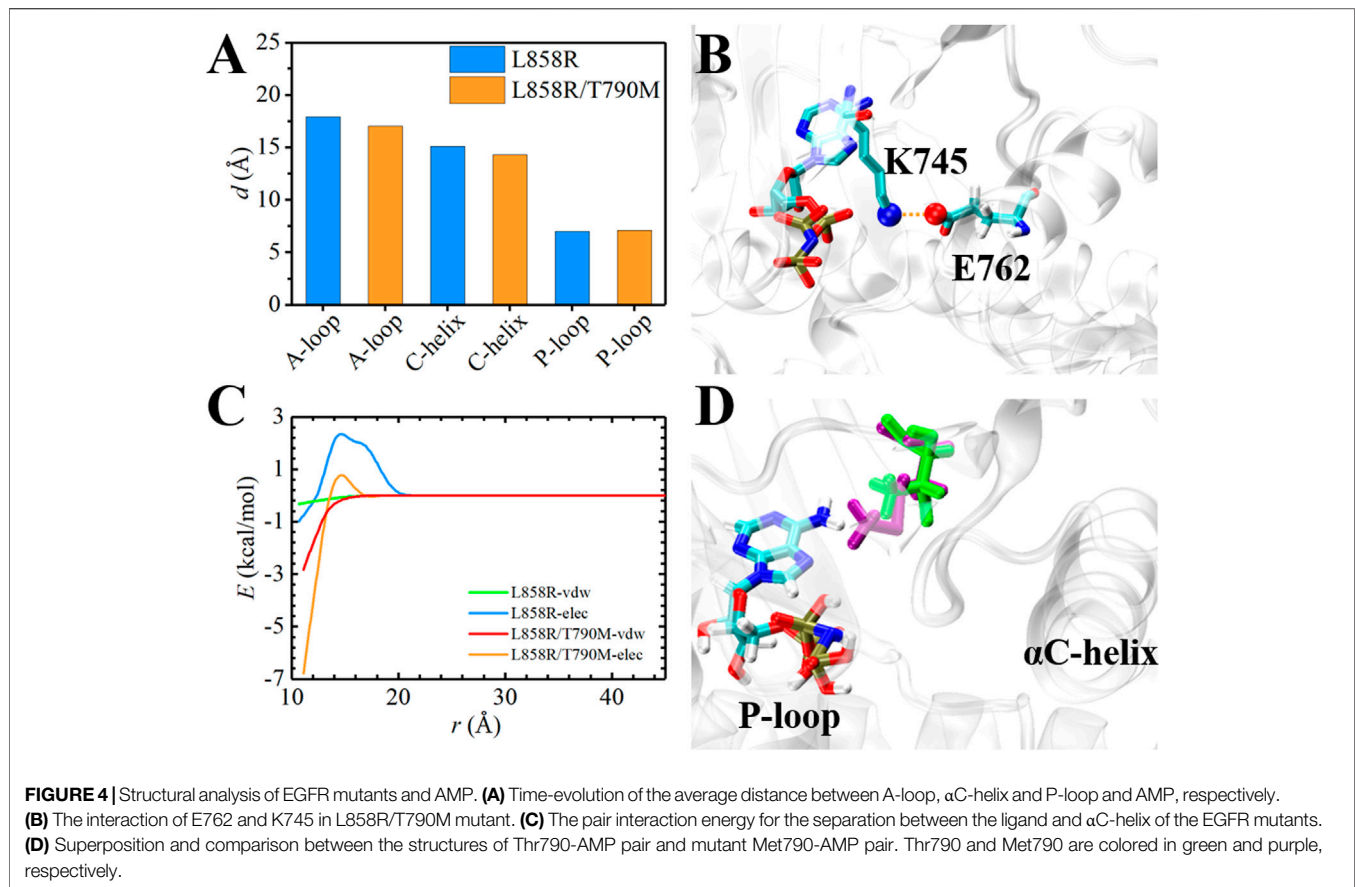 A
25
20
15
10
5
0
d (Å)
L858R
L858R/T790M
A-loop
A-loop
C-helix
C-helix
P-loop
P-loop
B
K745
E762
C
3
1
-1
-3
-5
-7
E (kcal/mol)
L858R-vdw
L858R-elec
L858R/T790M-vdw
L858R/T790M-elec
10 20 30 40
r (Å)
D
αC-helix
P-loop
FIGURE 4 | Structural analysis of EGFR mutants and AMP. (A) Time-evolution of the average distance between A-loop, αC-helix and P-loop and AMP, respectively.
(B) The interaction of E762 and K745 in L858R/T790M mutant. (C) The pair interaction energy for the separation between the ligand and αC-helix of the EGFR mutants.
(D) Superposition and comparison between the structures of Thr790-AMP pair and mutant Met790-AMP pair. Thr790 and Met790 are colored in green and purple,
respectively.